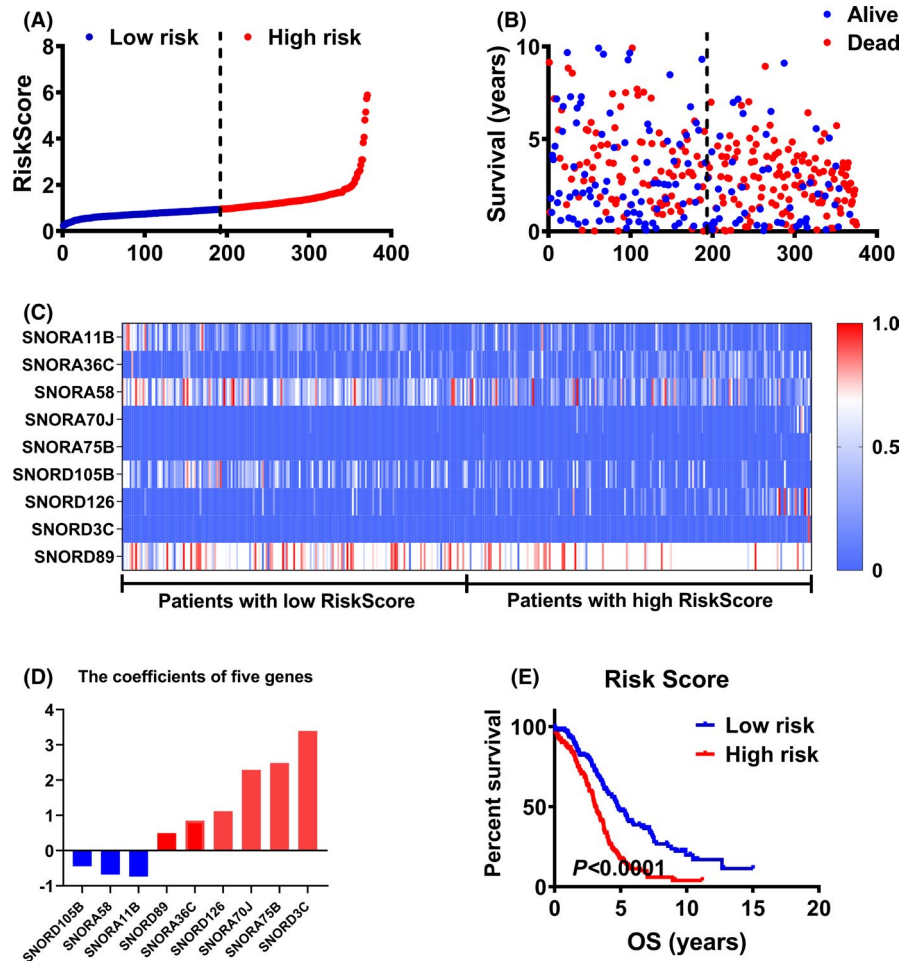 (A)
Low risk
High risk
RiskScore
8
6
4
2
0
0
100
200
300
400
(B)
Alive
Dead
Survival (years)
10
5
0
0
100
200
300
400
(C)
SNORA11B
SNORA36C
SNORA58
SNORA70J
SNORA75B
SNORD105B
SNORD126
SNORD3C
SNORD89
1.0
0.5
0
Patients with low RiskScore
Patients with high RiskScore
(D)
The coefficients of five genes
4
3
2
1
0
-1
SNORD105B
SNORA58
SNORA11B
SNORD89
SNORA36C
SNORD126
SNORA70J
SNORA75B
SNORD3C
(E)
Risk Score
Low risk
High risk
Percent survival
100
50
0
P<0.0001
0
5
10
15
20
OS (years)